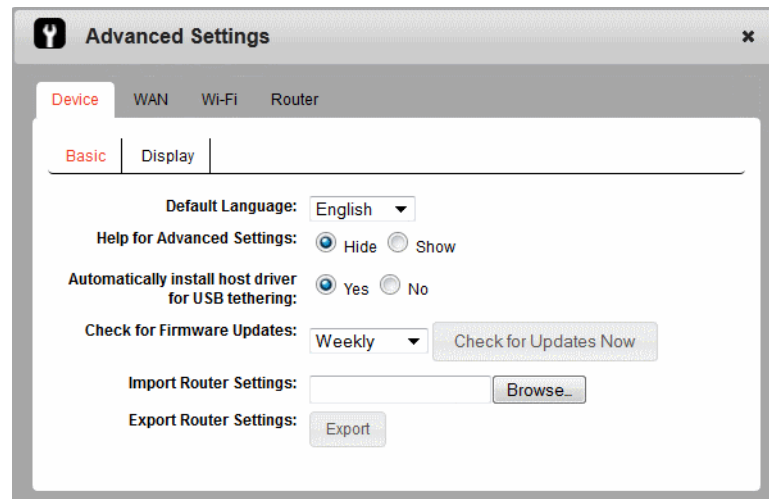 Advanced Settings
Device WAN Wi-Fi Router
Basic Display
Default Language: English
Help for Advanced Settings: Hide Show
Automatically install host driver
for USB tethering: Yes No
Check for Firmware Updates: Weekly Check for Updates Now
Import Router Settings: Browse...
Export Router Settings: Export